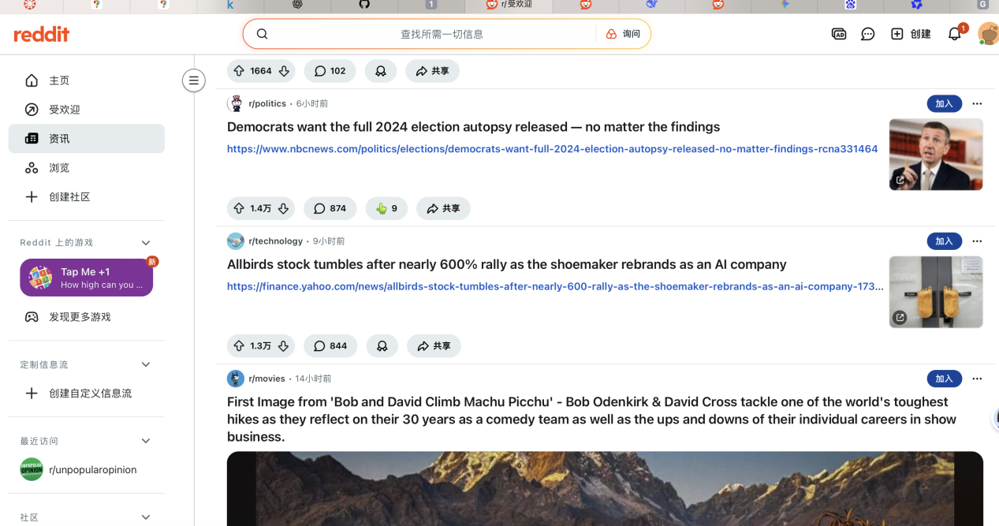 k
1
r/受欢迎
G
reddit
查找所需一切信息
询问
AD
创建
1
主页
受欢迎
资讯
浏览
创建社区
Reddit 上的游戏
新
Tap Me +1
How high can you ...
发现更多游戏
定制信息流
创建自定义信息流
最近访问
UNPOPULAR
OPINION
r/unpopularopinion
社区
1664
102
共享
r/politics • 6小时前
加入
Democrats want the full 2024 election autopsy released — no matter the findings
https://www.nbcnews.com/politics/elections/democrats-want-full-2024-election-autopsy-released-no-matter-findings-rcna331464
1.4万
874
9
共享
r/technology • 9小时前
加入
Allbirds stock tumbles after nearly 600% rally as the shoemaker rebrands as an AI company
https://finance.yahoo.com/news/allbirds-stock-tumbles-after-nearly-600-rally-as-the-shoemaker-rebrands-as-an-ai-company-173...
1.3万
844
共享
r/movies • 14小时前
加入
First Image from 'Bob and David Climb Machu Picchu' - Bob Odenkirk & David Cross tackle one of the world's toughest
hikes as they reflect on their 30 years as a comedy team as well as the ups and downs of their individual careers in show
business.